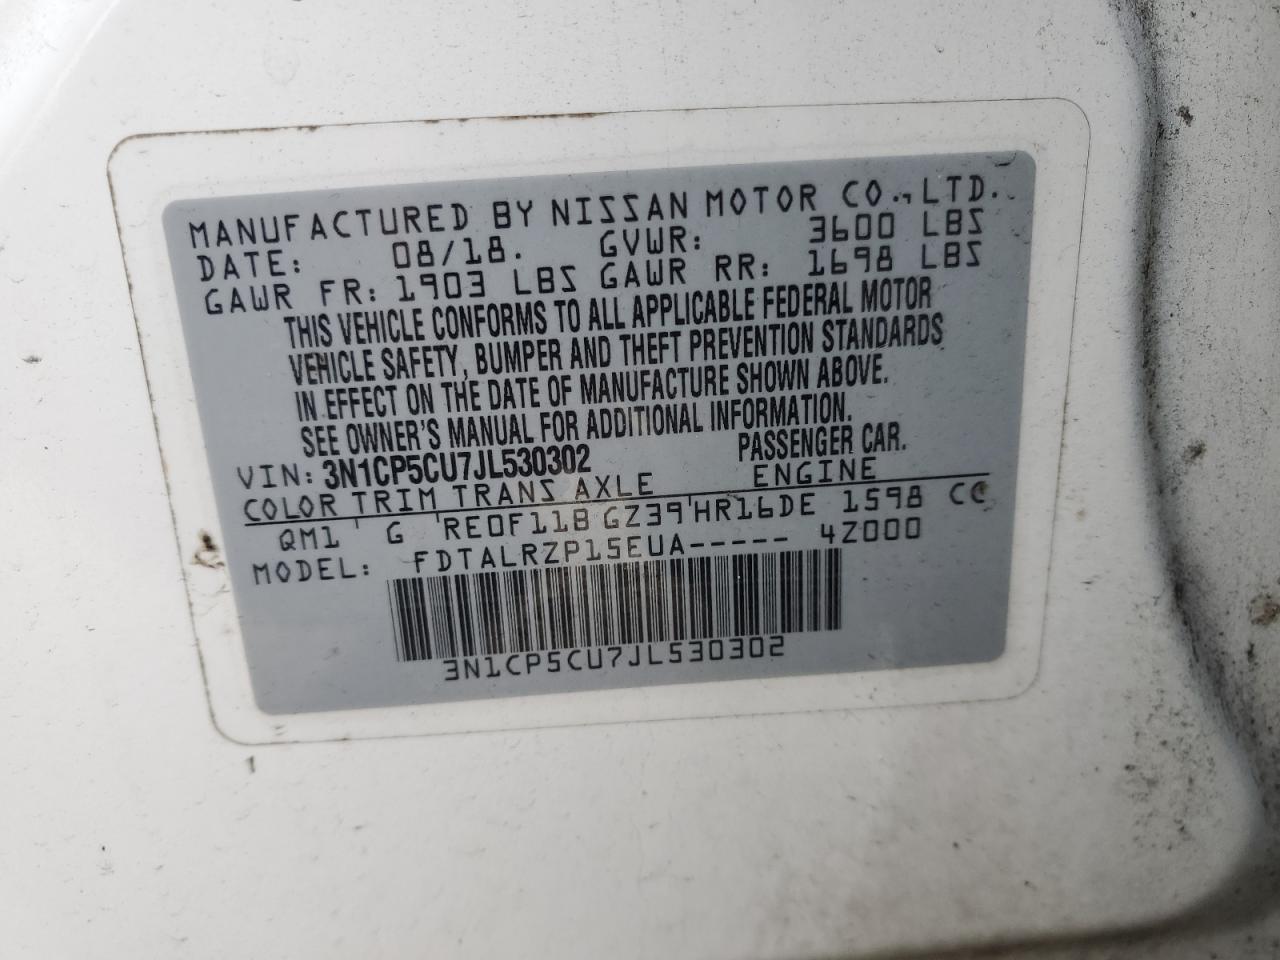 MANUFACTURED BY NISSAN MOTOR CO., LTD.
DATE: 08/18. GVWR: 3600 LBS
GAWR FR: 1903 LBS GAWR RR: 1698 LBS
THIS VEHICLE CONFORMS TO ALL APPLICABLE FEDERAL MOTOR
VEHICLE SAFETY, BUMPER AND THEFT PREVENTION STANDARDS
IN EFFECT ON THE DATE OF MANUFACTURE SHOWN ABOVE.
SEE OWNER'S MANUAL FOR ADDITIONAL INFORMATION.
VIN: 3N1CP5CU7JL530302 PASSENGER CAR.
COLOR TRIM TRANS AXLE ENGINE
QM1 ' G ' RE0F11B GZ39 ' HR16DE 1598 CC
MODEL: FDTALRZP15EUA----- 4Z000
3N1CP5CU7JL530302